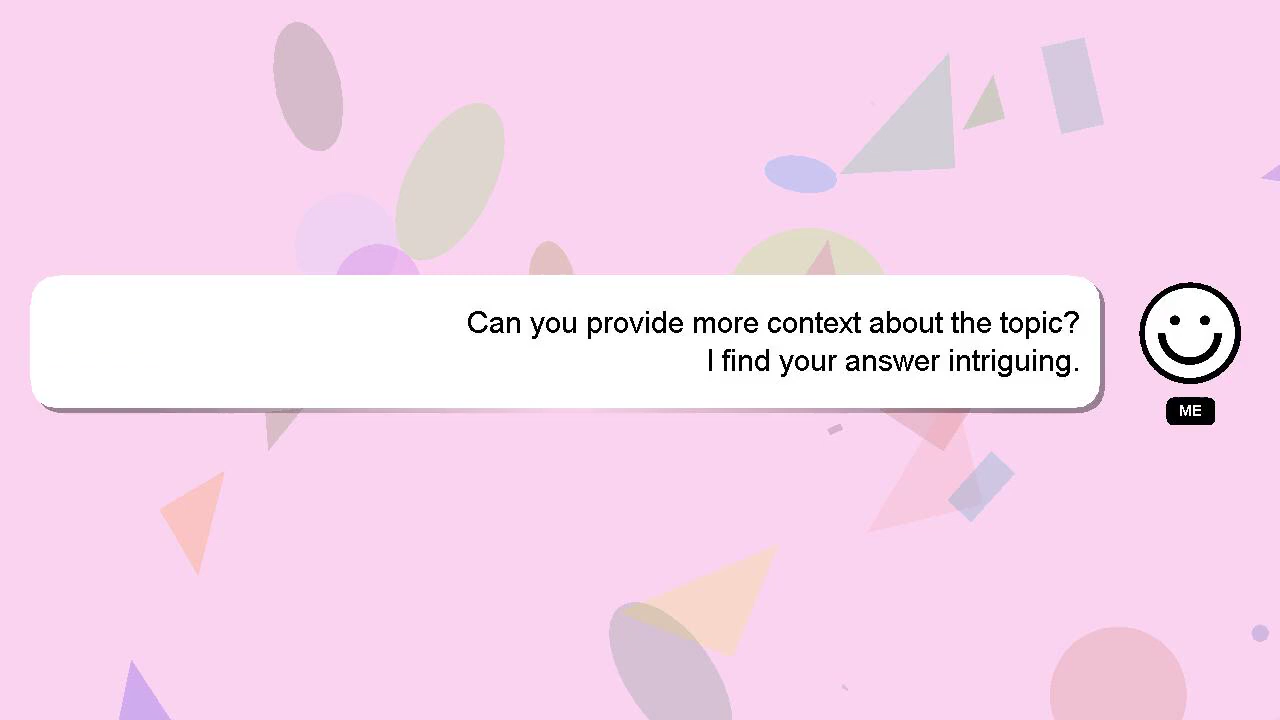 Can you provide more context about the topic?
I find your answer intriguing.
ME